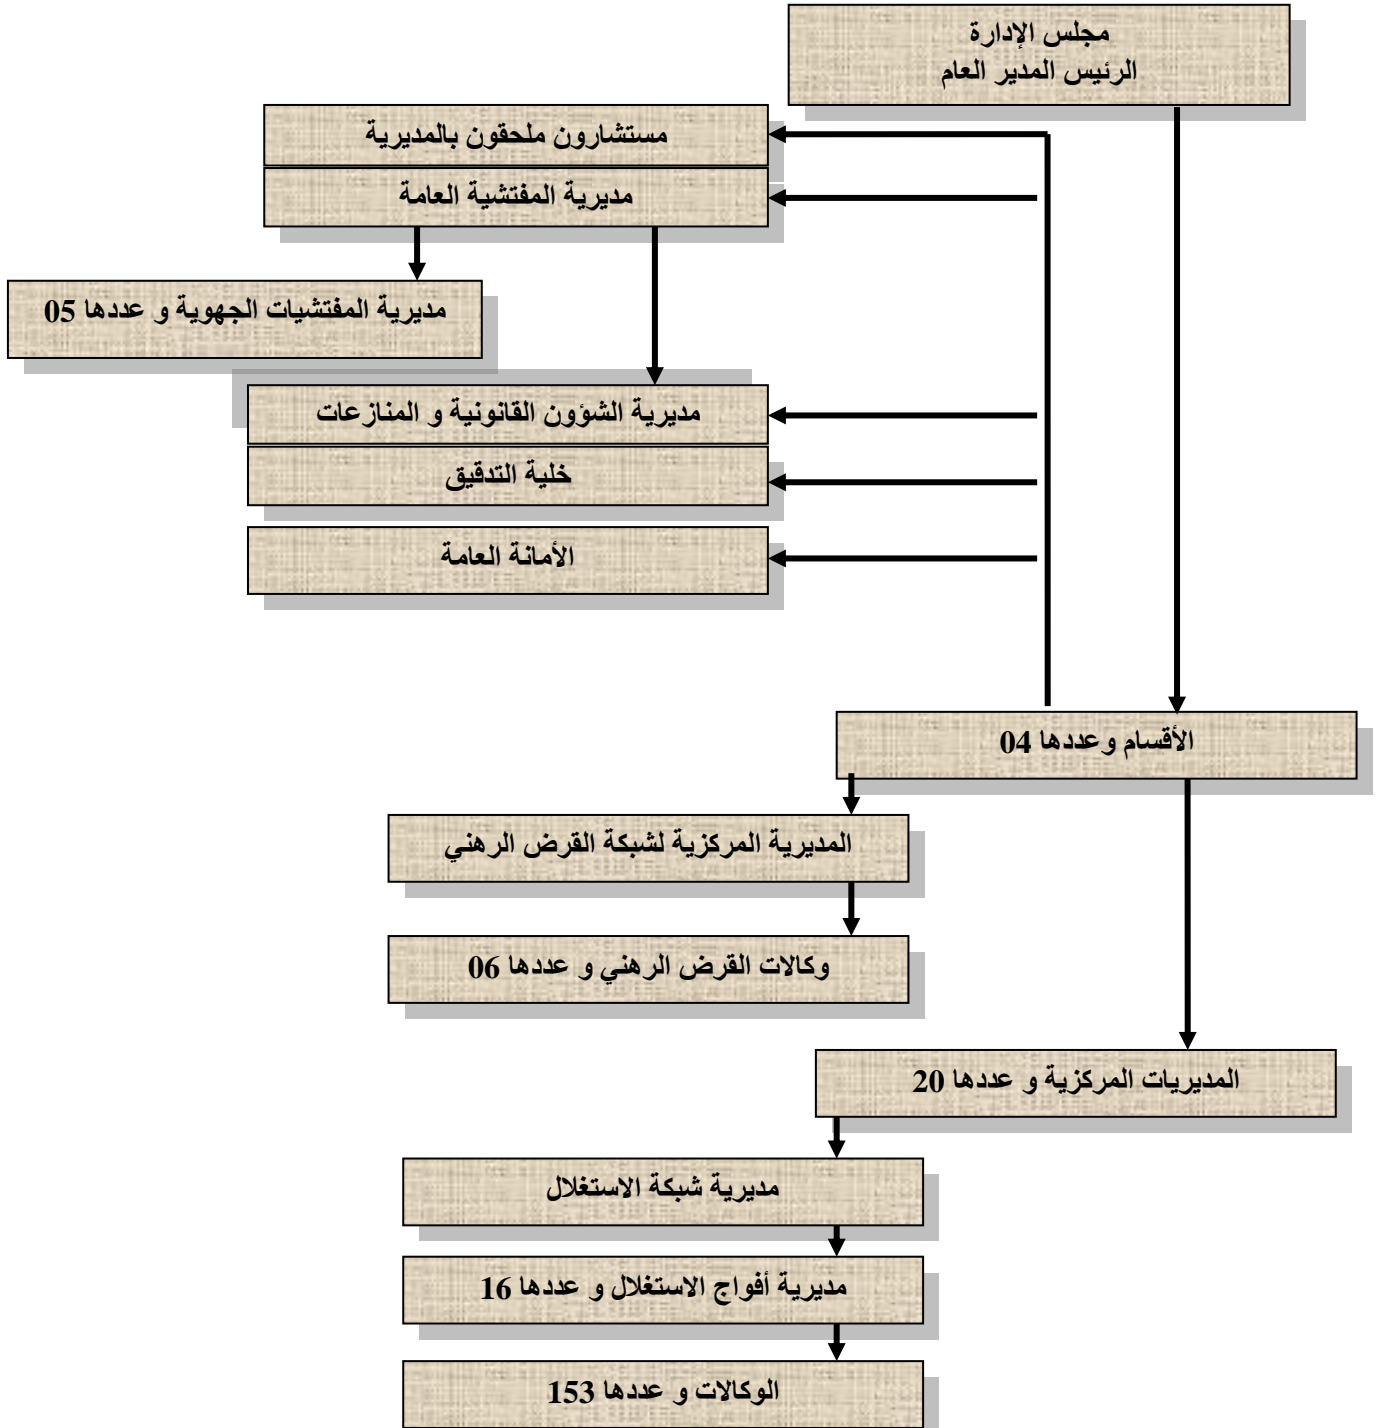 مجلس الإدارة
الرئيس المدير العام
مستشارون ملحقون بالمديرية
مديرية المفتشية العامة
مديرية المفتشيات الجهوية و عددها 05
مديرية الشؤون القانونية و المنازعات
خلية التدقيق
الأمانة العامة
الأقسام وعددها 04
المديرية المركزية لشبكة القرض الرهني
وكالات القرض الرهني و عددها 06
المديريات المركزية و عددها 20
مديرية شبكة الاستغلال
مديرية أفواج الاستغلال و عددها 16
الوكالات و عددها 153